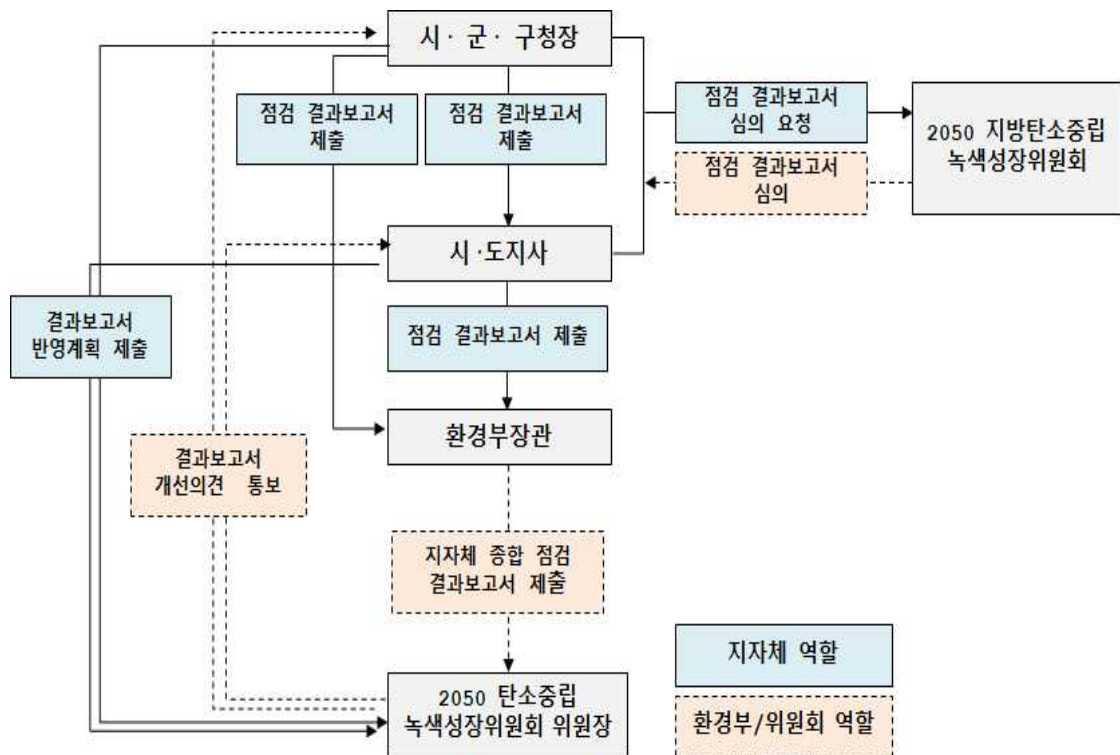 시·군·구청장
점검 결과보고서
제출
점검 결과보고서
제출
점검 결과보고서
심의 요청
2050 지방탄소중립
녹색성장위원회
점검 결과보고서
심의
시·도지사
결과보고서
반영계획 제출
점검 결과보고서 제출
환경부장관
결과보고서
개선의견 통보
지자체 종합 점검
결과보고서 제출
2050 탄소중립
녹색성장위원회 위원장
지자체 역할
환경부/위원회 역할